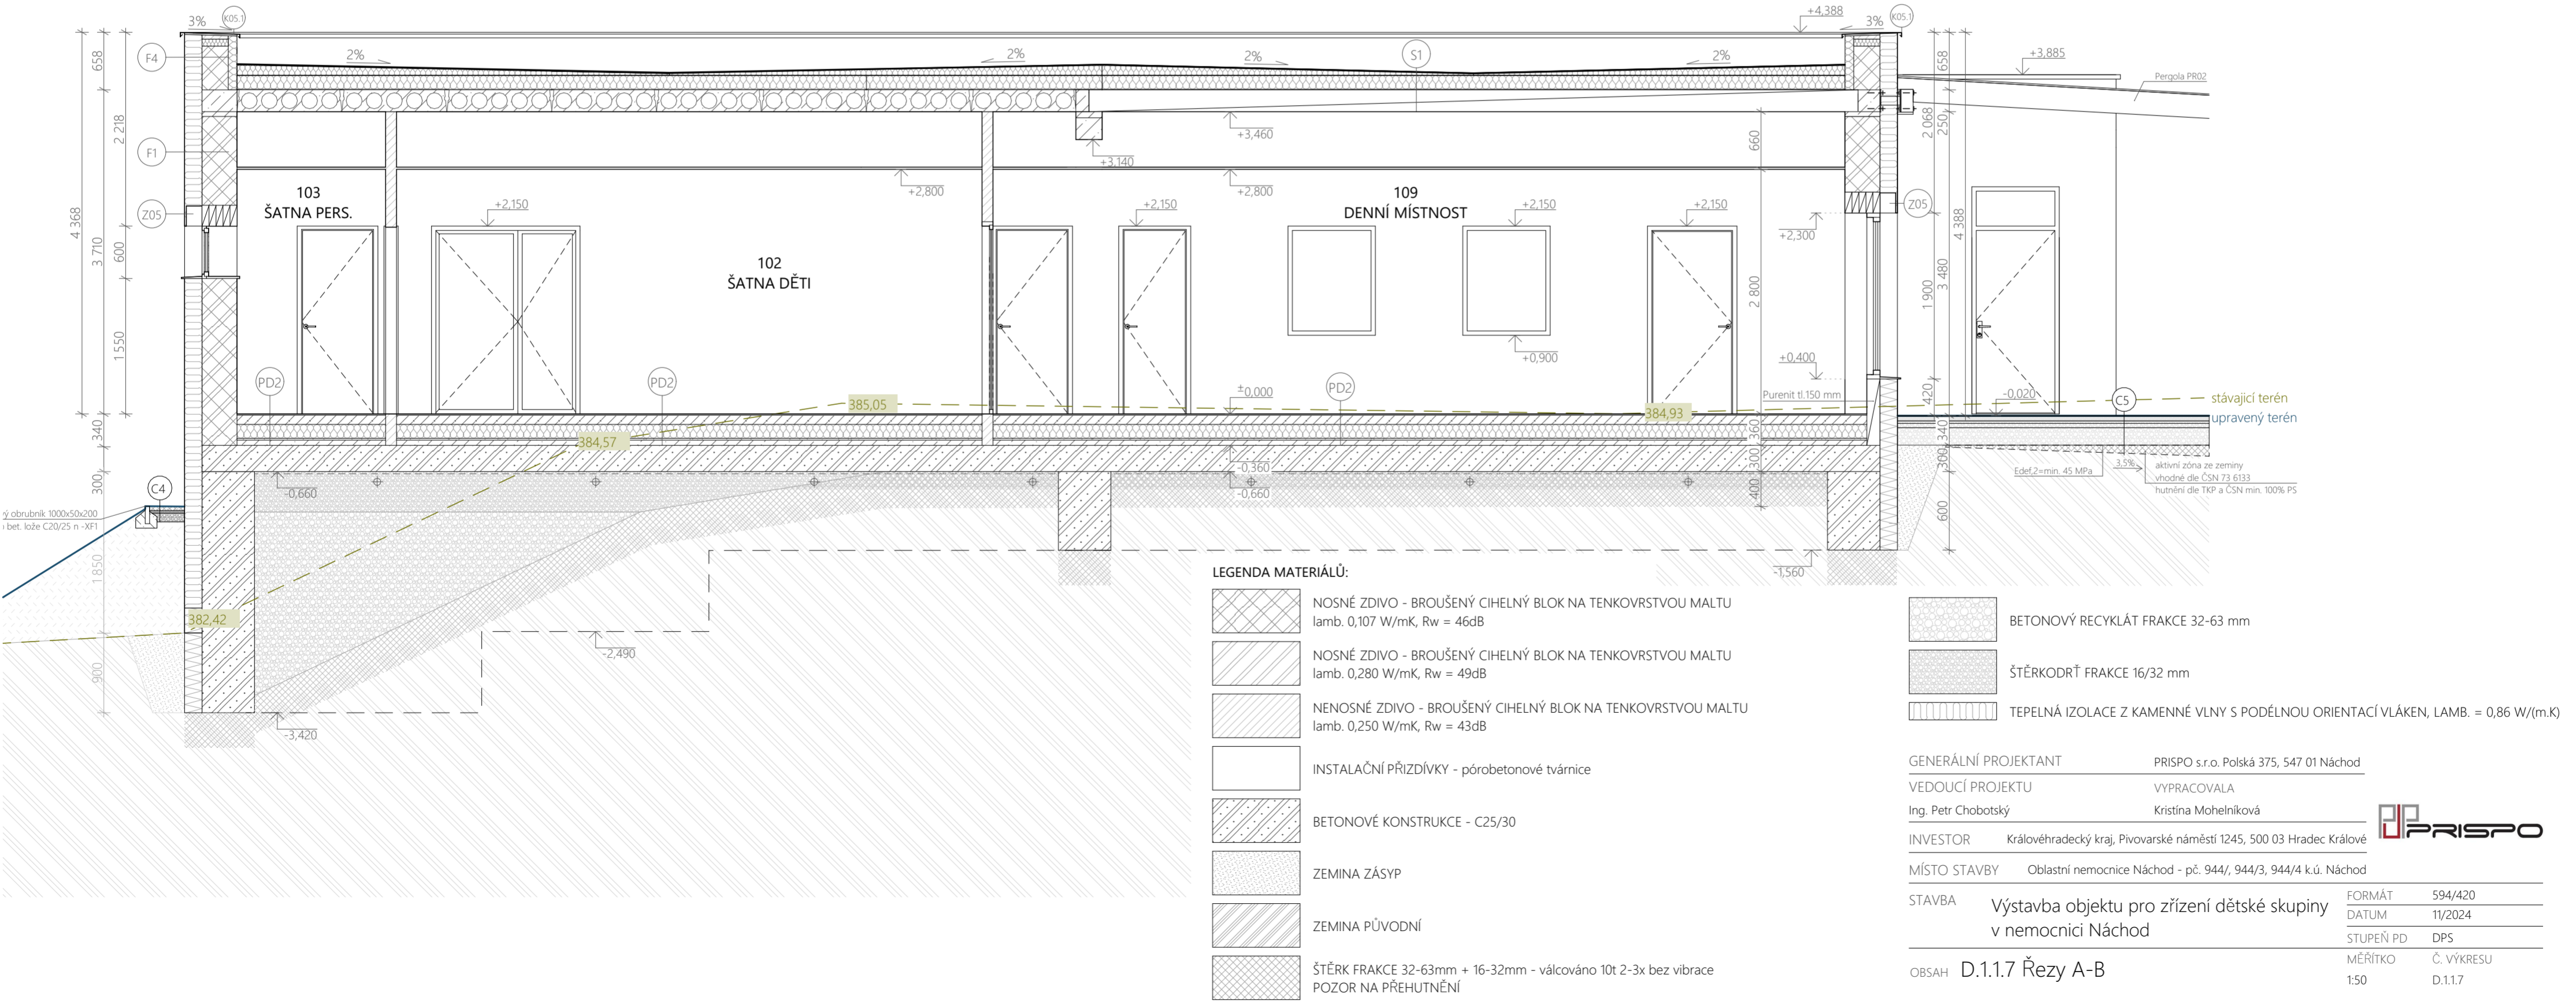 3%
K05.1
+4,388
3%
K05.1
658
F4
2%
2%
2%
S1
2%
658
+3,885
Pergola PR02
2 218
+3,460
2 068
250
660
F1
+3,140
103
ŠATNA PERS.
+2,800
+2,800
109
DENNÍ MÍSTNOST
Z05
+2,150
+2,150
+2,150
+2,150
Z05
4 368
3 710
600
+2,300
4 388
102
ŠATNA DĚTI
2 800
1 900
3 480
1 550
+0,900
+0,400
PD2
PD2
PD2
385,05
±0,000
Purenit tl.150 mm
384,93
420
-0,020
C5
stávajicí terén
upravený terén
340
384,57
360
340
300
-0,360
300
300
Edef,2=min. 45 MPa
3,5%
aktivní zóna ze zeminy
vhodné dle ČSN 73 6133
hutnění dle TKP a ČSN min. 100% PS
C4
-0,660
-0,660
400
600
ý obrubník 1000x50x200
bet. lože C20/25 n -XF1
1 850
-1,560
382,42
-2,490
900
-3,420
LEGENDA MATERIÁLŮ:
NOSNÉ ZDIVO - BROUŠENÝ CIHELNÝ BLOK NA TENKOVRSTVOU MALTU
lamb. 0,107 W/mK, Rw = 46dB
NOSNÉ ZDIVO - BROUŠENÝ CIHELNÝ BLOK NA TENKOVRSTVOU MALTU
lamb. 0,280 W/mK, Rw = 49dB
NENOSNÉ ZDIVO - BROUŠENÝ CIHELNÝ BLOK NA TENKOVRSTVOU MALTU
lamb. 0,250 W/mK, Rw = 43dB
INSTALAČNÍ PŘIZDÍVKY - pórobetonové tvárnice
BETONOVÉ KONSTRUKCE - C25/30
ZEMINA ZÁSYP
ZEMINA PŮVODNÍ
ŠTĚRK FRAKCE 32-63mm + 16-32mm - válcováno 10t 2-3x bez vibrace
POZOR NA PŘEHUTNĚNÍ
BETONOVÝ RECYKLÁT FRAKCE 32-63 mm
ŠTĚRKODRŤ FRAKCE 16/32 mm
TEPELNÁ IZOLACE Z KAMENNÉ VLNY S PODÉLNOU ORIENTACÍ VLÁKEN, LAMB. = 0,86 W/(m.K)
GENERÁLNÍ PROJEKTANT PRISPO s.r.o. Polská 375, 547 01 Náchod
VEDOUCÍ PROJEKTU VYPRACOVALA
Ing. Petr Chobotský Kristína Mohelníková
PRISPO
INVESTOR Královéhradecký kraj, Pivovarské náměstí 1245, 500 03 Hradec Králové
MÍSTO STAVBY Oblastní nemocnice Náchod - pč. 944/, 944/3, 944/4 k.ú. Náchod
STAVBA Výstavba objektu pro zřízení dětské skupiny
v nemocnici Náchod
FORMÁT 594/420
DATUM 11/2024
STUPEŇ PD DPS
MĚŘÍTKO Č. VÝKRESU
1:50 D.1.1.7
OBSAH D.1.1.7 Řezy A-B